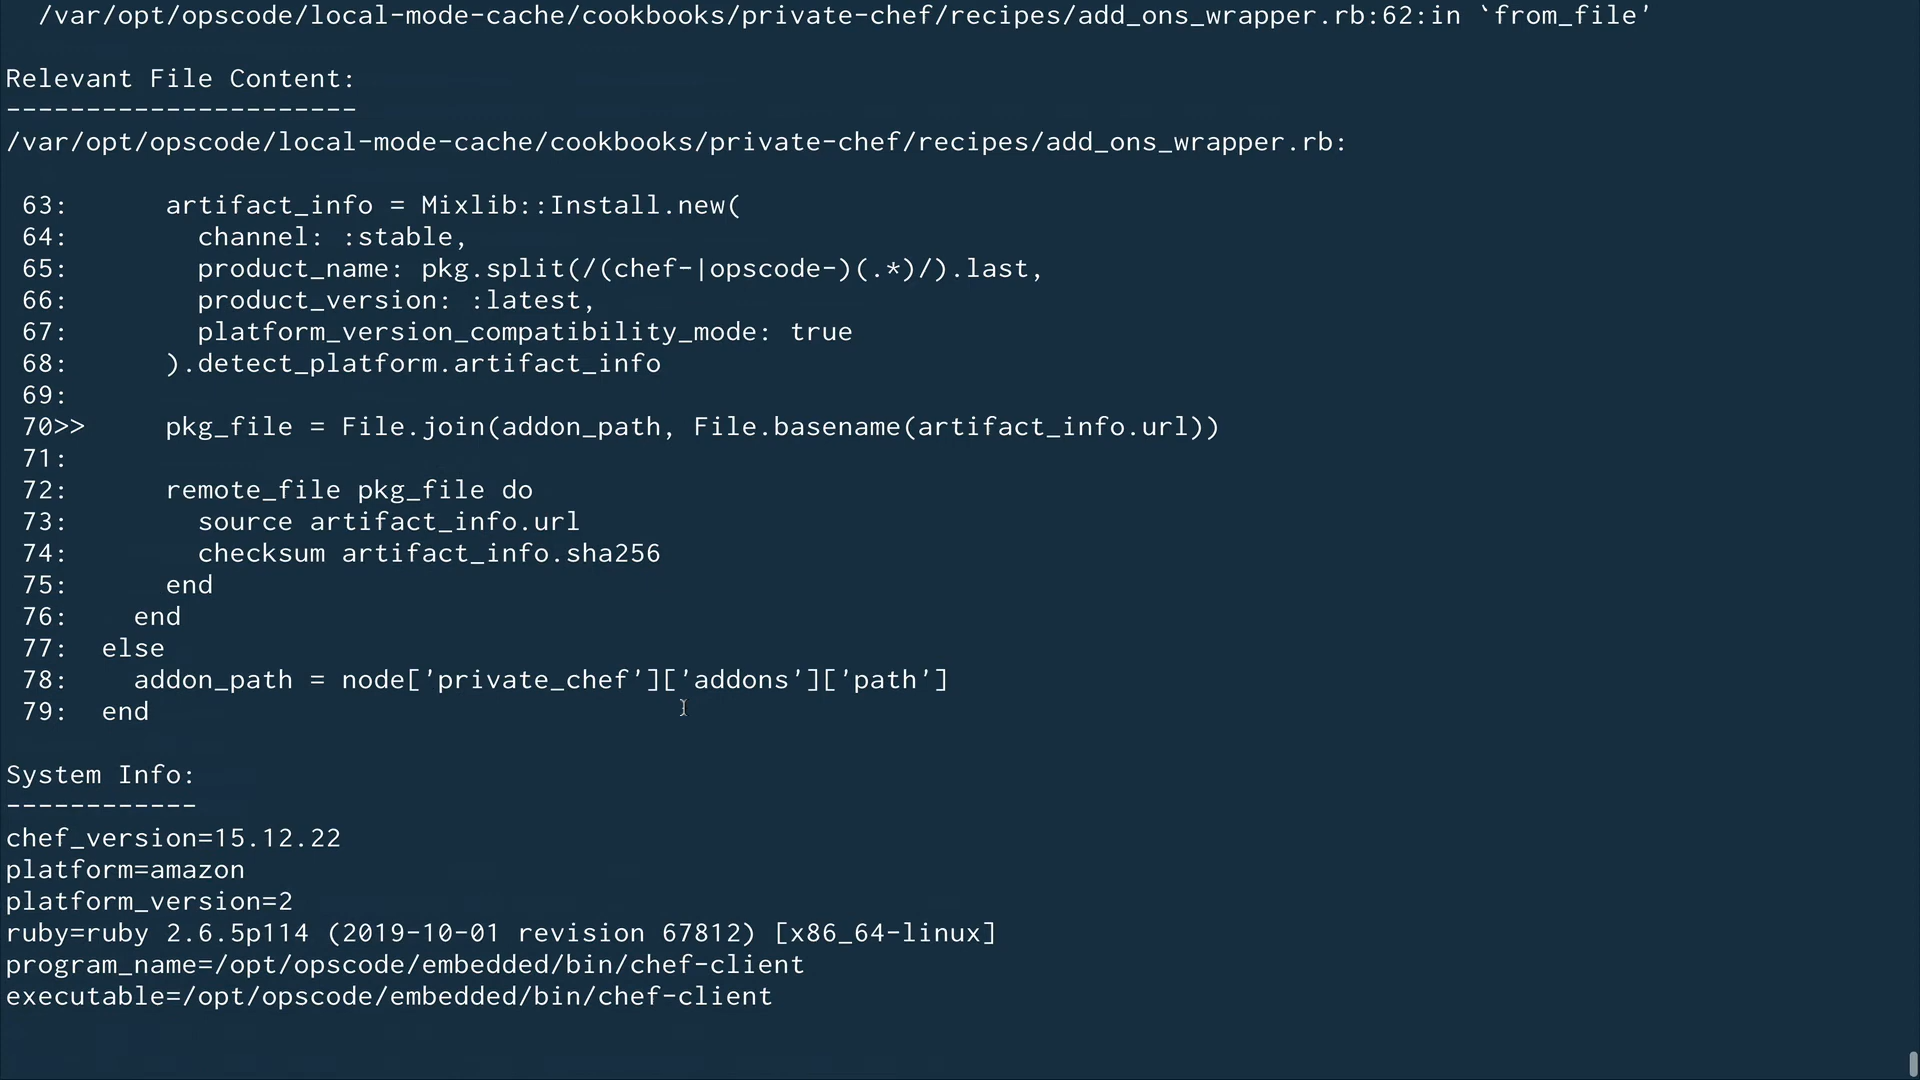 /var/opt/opscode/local-mode-cache/cookbooks/private-chef/recipes/add_ons_wrapper.rb:62:in `from_file'
Relevant File Content:
----------------------
/var/opt/opscode/local-mode-cache/cookbooks/private-chef/recipes/add_ons_wrapper.rb:
63:      artifact_info = Mixlib::Install.new(
64:        channel: :stable,
65:        product_name: pkg.split(/(chef-|opscode-)(.*)/).last,
66:        product_version: :latest,
67:        platform_version_compatibility_mode: true
68:      ).detect_platform.artifact_info
69:
70>>     pkg_file = File.join(addon_path, File.basename(artifact_info.url))
71:
72:      remote_file pkg_file do
73:        source artifact_info.url
74:        checksum artifact_info.sha256
75:      end
76:    end
77:  else
78:    addon_path = node['private_chef']['addons']['path']
79:  end
System Info:
------------
chef_version=15.12.22
platform=amazon
platform_version=2
ruby=ruby 2.6.5p114 (2019-10-01 revision 67812) [x86_64-linux]
program_name=/opt/opscode/embedded/bin/chef-client
executable=/opt/opscode/embedded/bin/chef-client